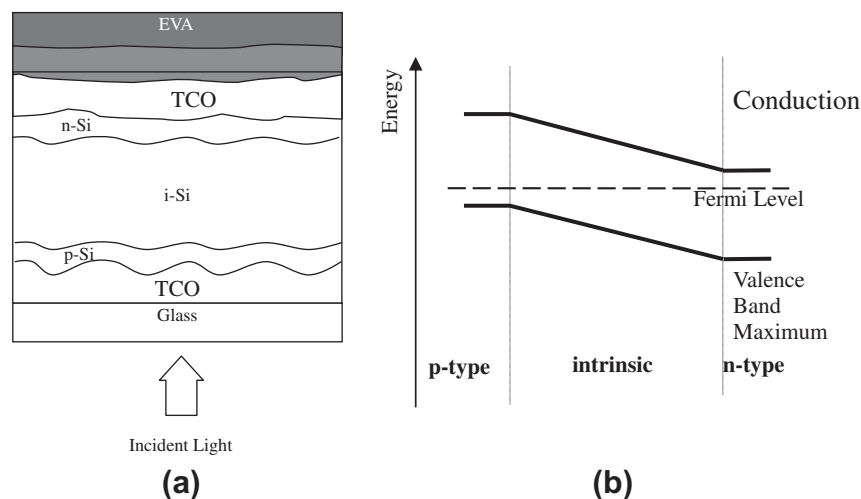 EVA
TCO
n-Si
i-Si
p-Si
TCO
Glass
Incident Light
(a)
Energy
Conduction
Fermi Level
Valence
Band
Maximum
p-type
intrinsic
n-type
(b)